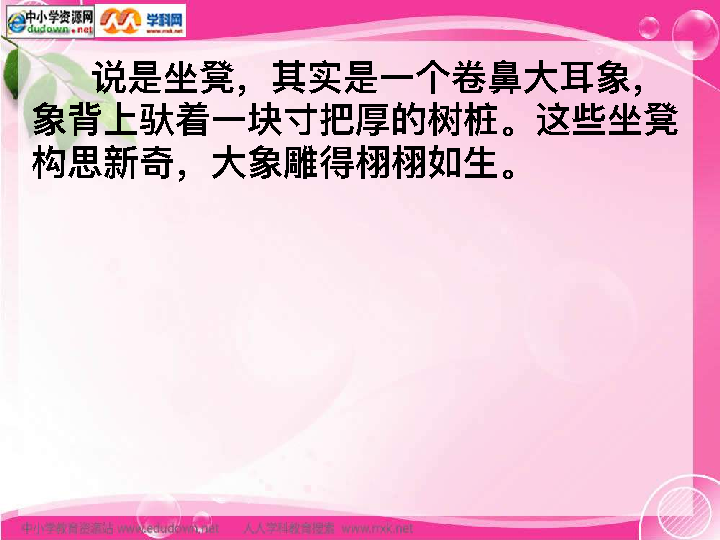 中小学资源网
edudown.net
学科网
www.rrxk.net
说是坐凳，其实是一个卷鼻大耳象，
象背上驮着一块寸把厚的树桩。这些坐凳
构思新奇，大象雕得栩栩如生。
中小学教育资源站 www.edudown.net 人人学科教育搜索 www.rrxk.net